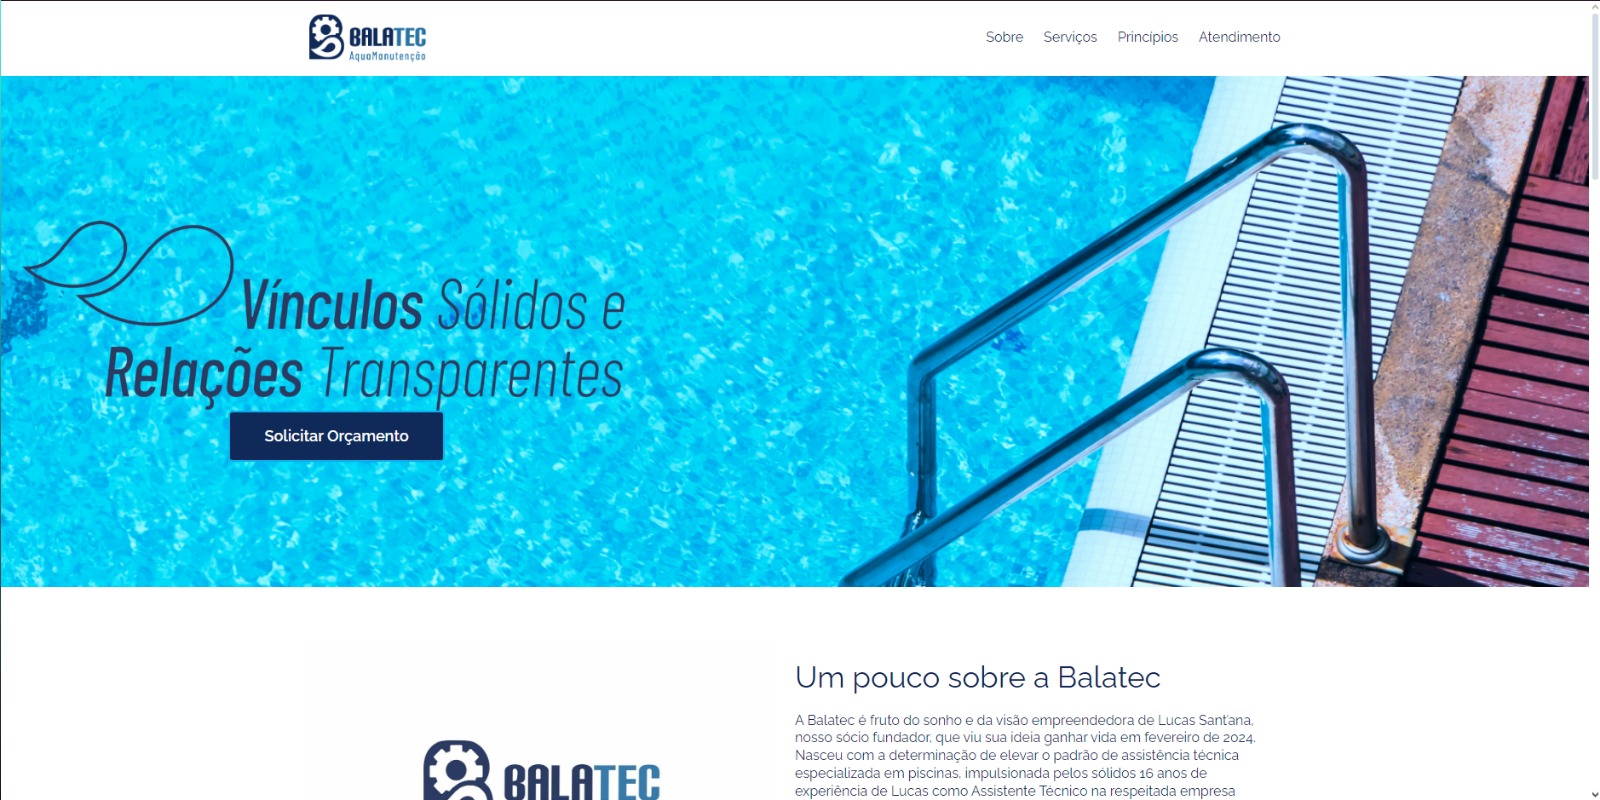 BALATEC
AquaManutenção
Sobre Serviços Princípios Atendimento
Vínculos Sólidos e
Relações Transparentes
Solicitar Orçamento
Um pouco sobre a Balatec
A Balatec é fruto do sonho e da visão empreendedora de Lucas Sant'ana,
nosso sócio fundador, que viu sua ideia ganhar vida em fevereiro de 2024.
Nasceu com a determinação de elevar o padrão de assistência técnica
especializada em piscinas, impulsionada pelos sólidos 16 anos de
experiência de Lucas como Assistente Técnico na respeitada empresa
BALATEC